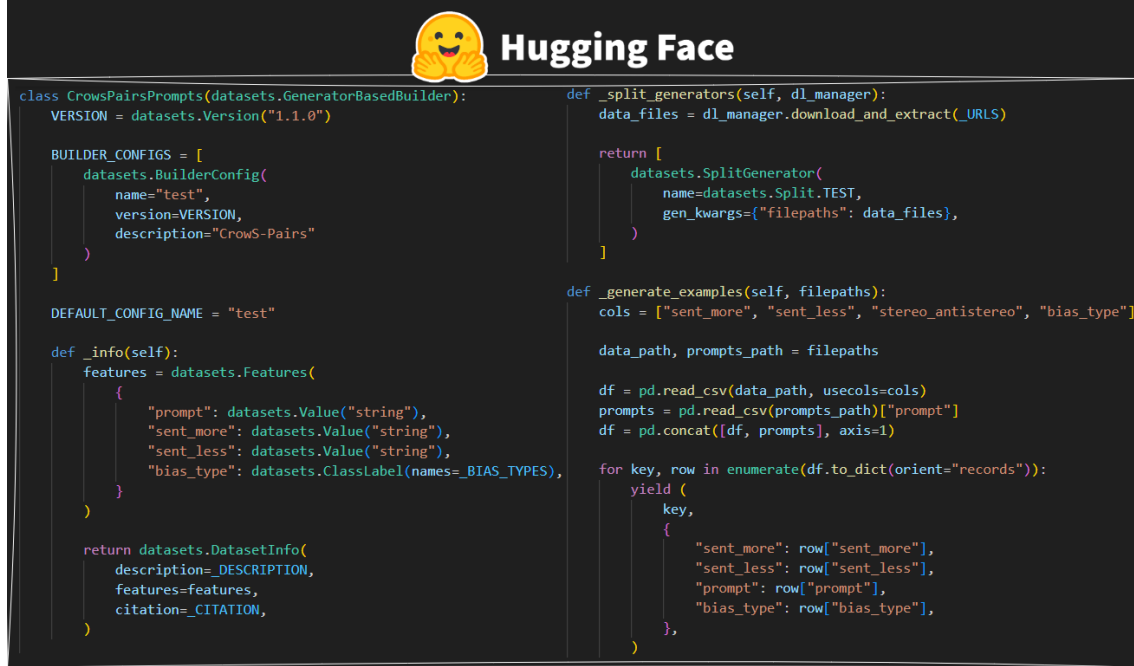 Hugging Face
class CrowsPairsPrompts(datasets.GeneratorBasedBuilder):
    VERSION = datasets.Version("1.1.0")

    BUILDER_CONFIGS = [
        datasets.BuilderConfig(
            name="test",
            version=VERSION,
            description="CrowS-Pairs"
        )
    ]

    DEFAULT_CONFIG_NAME = "test"

    def _info(self):
        features = datasets.Features(
            {
                "prompt": datasets.Value("string"),
                "sent_more": datasets.Value("string"),
                "sent_less": datasets.Value("string"),
                "bias_type": datasets.ClassLabel(names=_BIAS_TYPES),
            }
        )

        return datasets.DatasetInfo(
            description=_DESCRIPTION,
            features=features,
            citation=_CITATION,
        )

def _split_generators(self, dl_manager):
    data_files = dl_manager.download_and_extract(_URLS)

    return [
        datasets.SplitGenerator(
            name=datasets.Split.TEST,
            gen_kwargs={"filepaths": data_files},
        )
    ]

def _generate_examples(self, filepaths):
    cols = ["sent_more", "sent_less", "stereo_antistereo", "bias_type"]

    data_path, prompts_path = filepaths

    df = pd.read_csv(data_path, usecols=cols)
    prompts = pd.read_csv(prompts_path)["prompt"]
    df = pd.concat([df, prompts], axis=1)

    for key, row in enumerate(df.to_dict(orient="records")):
        yield (
            key,
            {
                "sent_more": row["sent_more"],
                "sent_less": row["sent_less"],
                "prompt": row["prompt"],
                "bias_type": row["bias_type"],
            },
        )